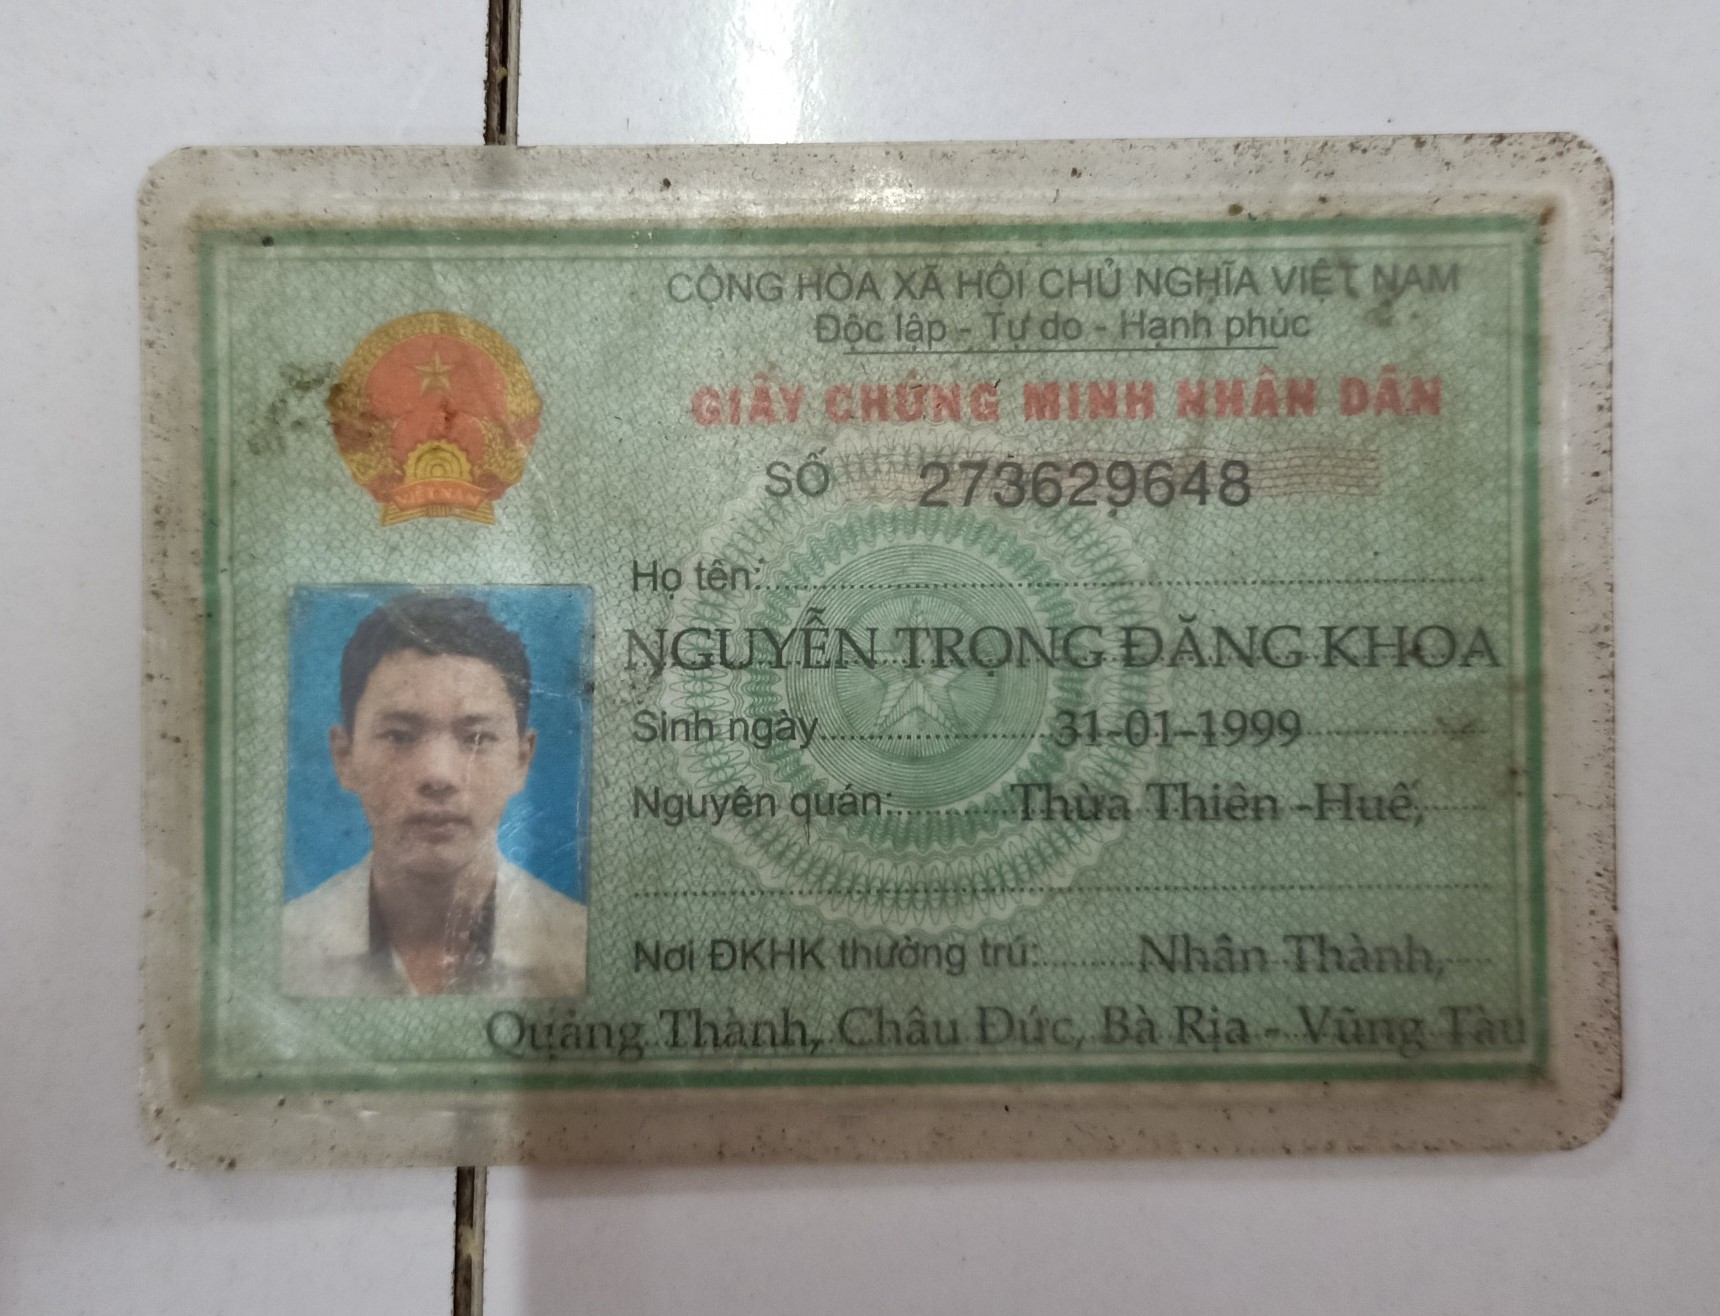 CỘNG HÒA XÃ HỘI CHỦ NGHĨA VIỆT NAM
Độc lập - Tự do - Hạnh phúc
GIẤY CHỨNG MINH NHÂN DÂN
SỐ 273629648
VIỆT NAM
Họ tên:
NGUYỄN TRỌNG ĐĂNG KHOA
Sinh ngày 31-01-1999
Nguyên quán: Thừa Thiên -Huế,
Nơi ĐKHK thường trú: Nhân Thành,
Quảng Thành, Châu Đức, Bà Rịa - Vũng Tàu